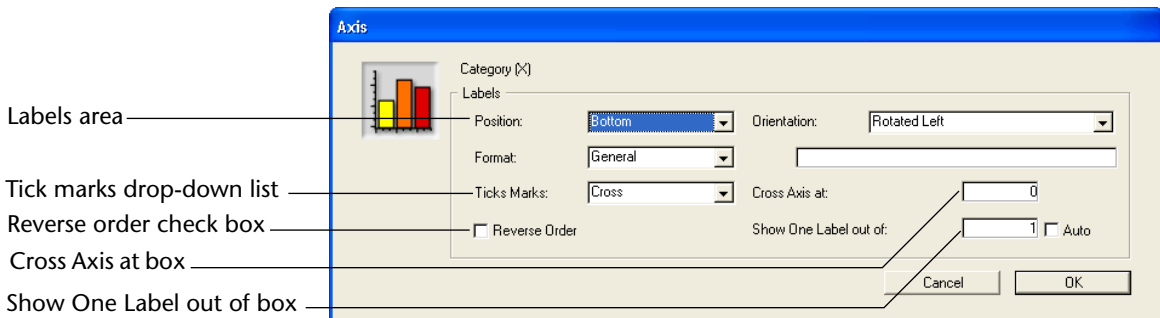 Axis
Category (X)
Labels
Labels area
Position: Bottom Orientation: Rotated Left
Format: General
Tick marks drop-down list
Ticks Marks: Cross Cross Axis at: 0
Reverse order check box
Reverse Order Show One Label out of: 1 Auto
Cross Axis at box
Cancel OK
Show One Label out of box